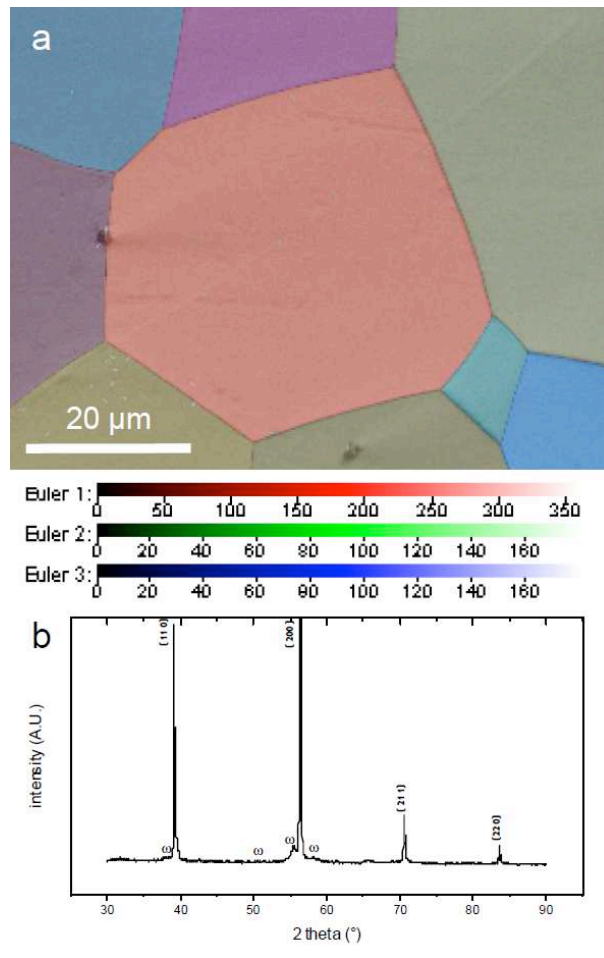 a
20 µm
Euler 1:
0 50 100 150 200 250 300 350
Euler 2:
0 20 40 60 80 100 120 140 160
Euler 3:
0 20 40 60 80 100 120 140 160
b
[110]
[200]
[211]
[220]
ω ω ω ω
intensity (A.U.)
30 40 50 60 70 80 90
2 theta (°)